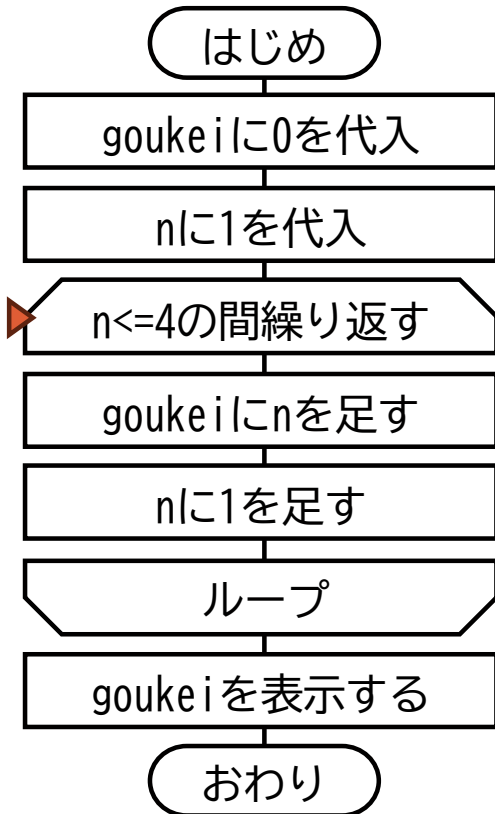 はじめ
goukeiに0を代入
nに1を代入
n<=4の間繰り返す
goukeiにnを足す
nに1を足す
ループ
goukeiを表示する
おわり